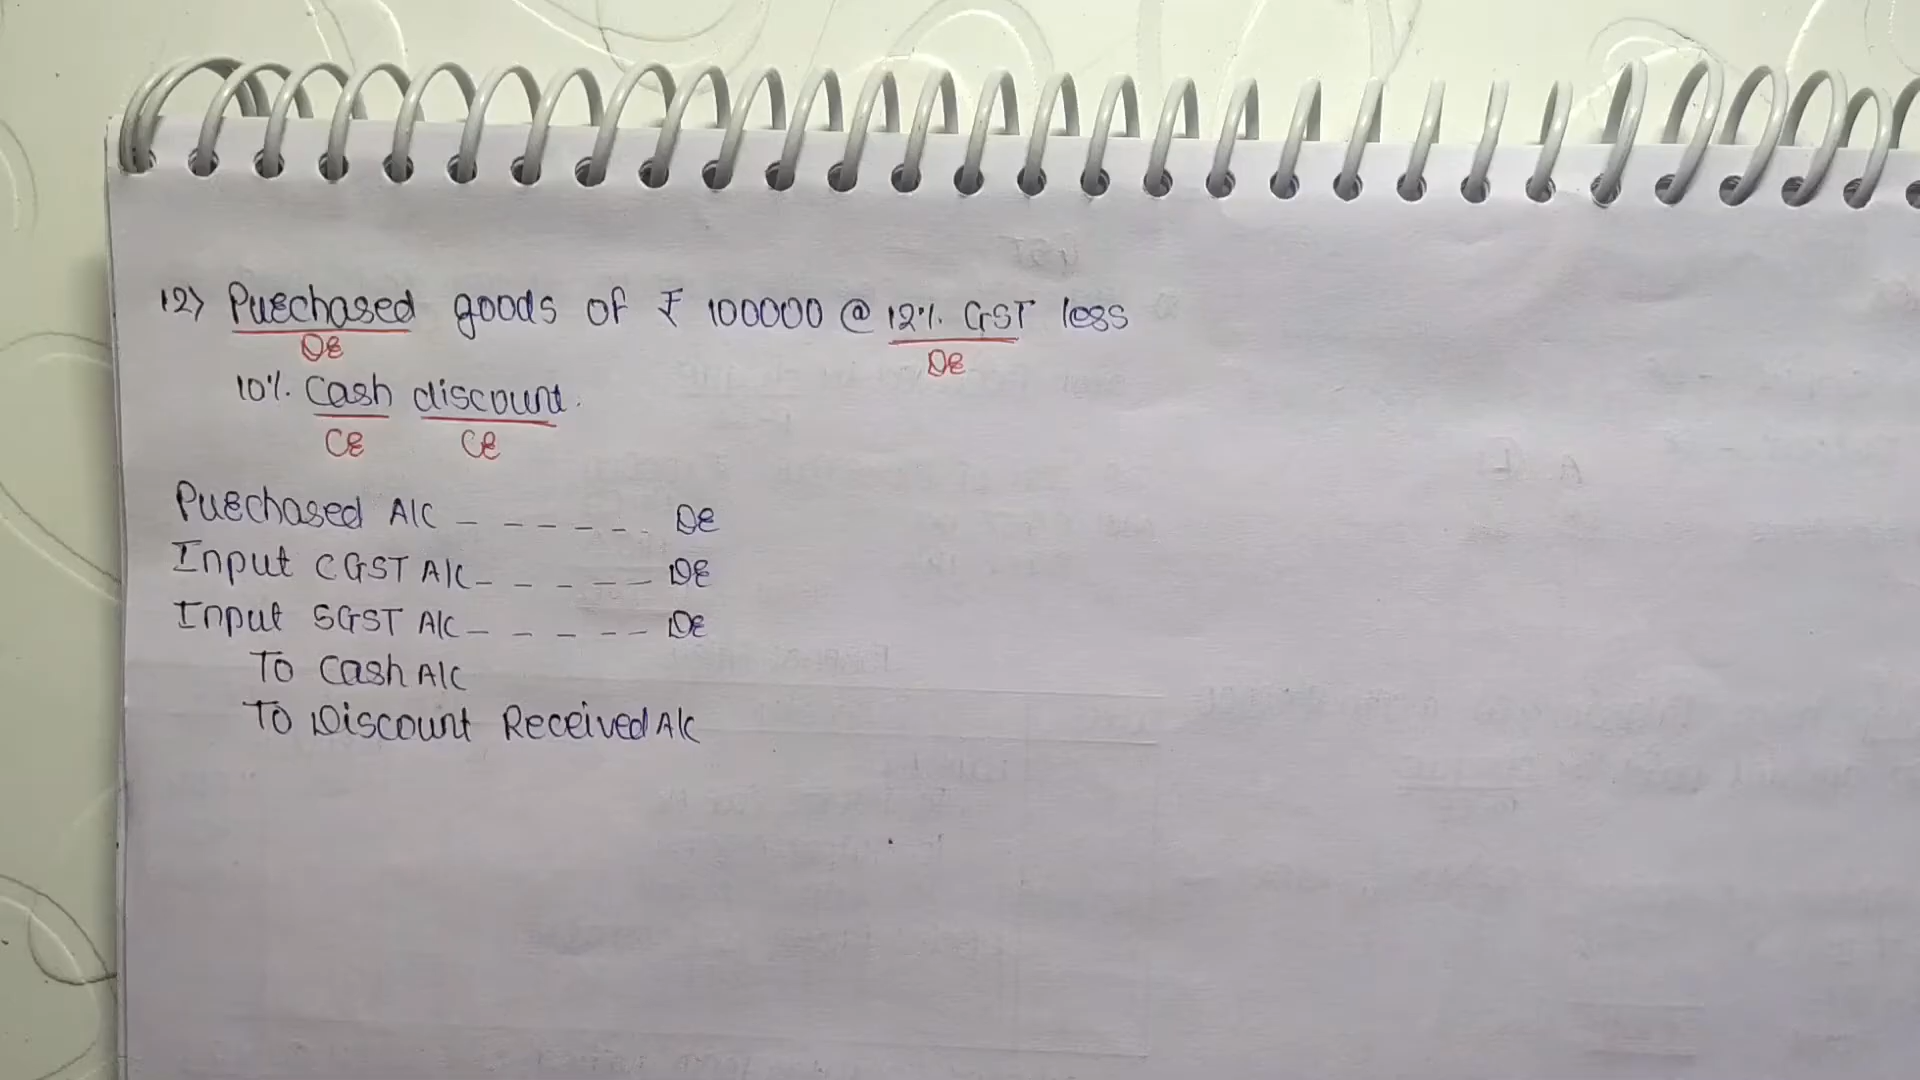 12) Purchased goods of ₹ 100000 @ 12% GST less
Dr
Dr
10% cash discount.
Cr
Cr
Purchased A/C ------ Dr
Input CGST A/C ----- Dr
Input SGST A/C ----- Dr
To Cash A/C
To Discount Received A/C